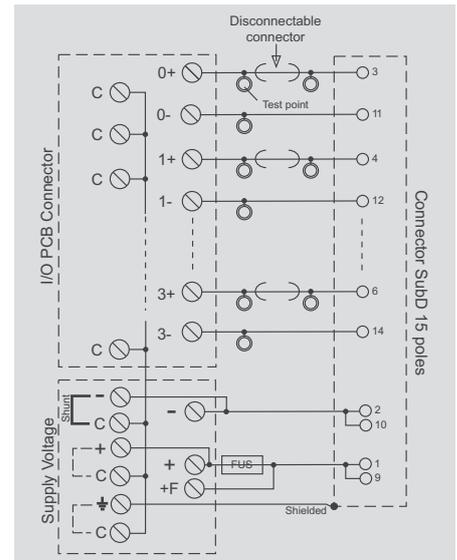 Disconnectable
connector
0+
3
C
Test point
0-
11
C
1+
4
C
1-
12
I/O PCB Connector
Connector SubD 15 poles
3+
6
3-
14
C
-
Shunt
-
2
C
10
+
+
FUS
1
C
+F
9
Supply Voltage
Shielded
C